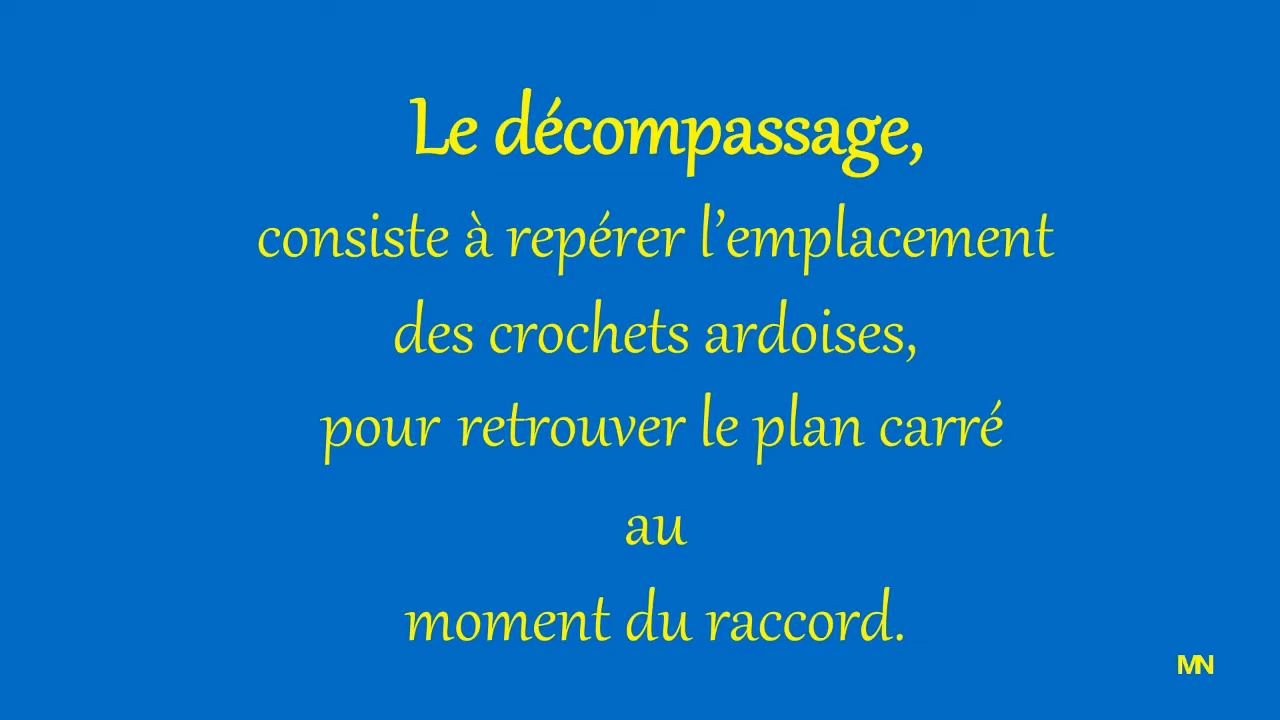 Le décompassage,
consiste à repérer l’emplacement
des crochets ardoises,
pour retrouver le plan carré
au
moment du raccord.
MN